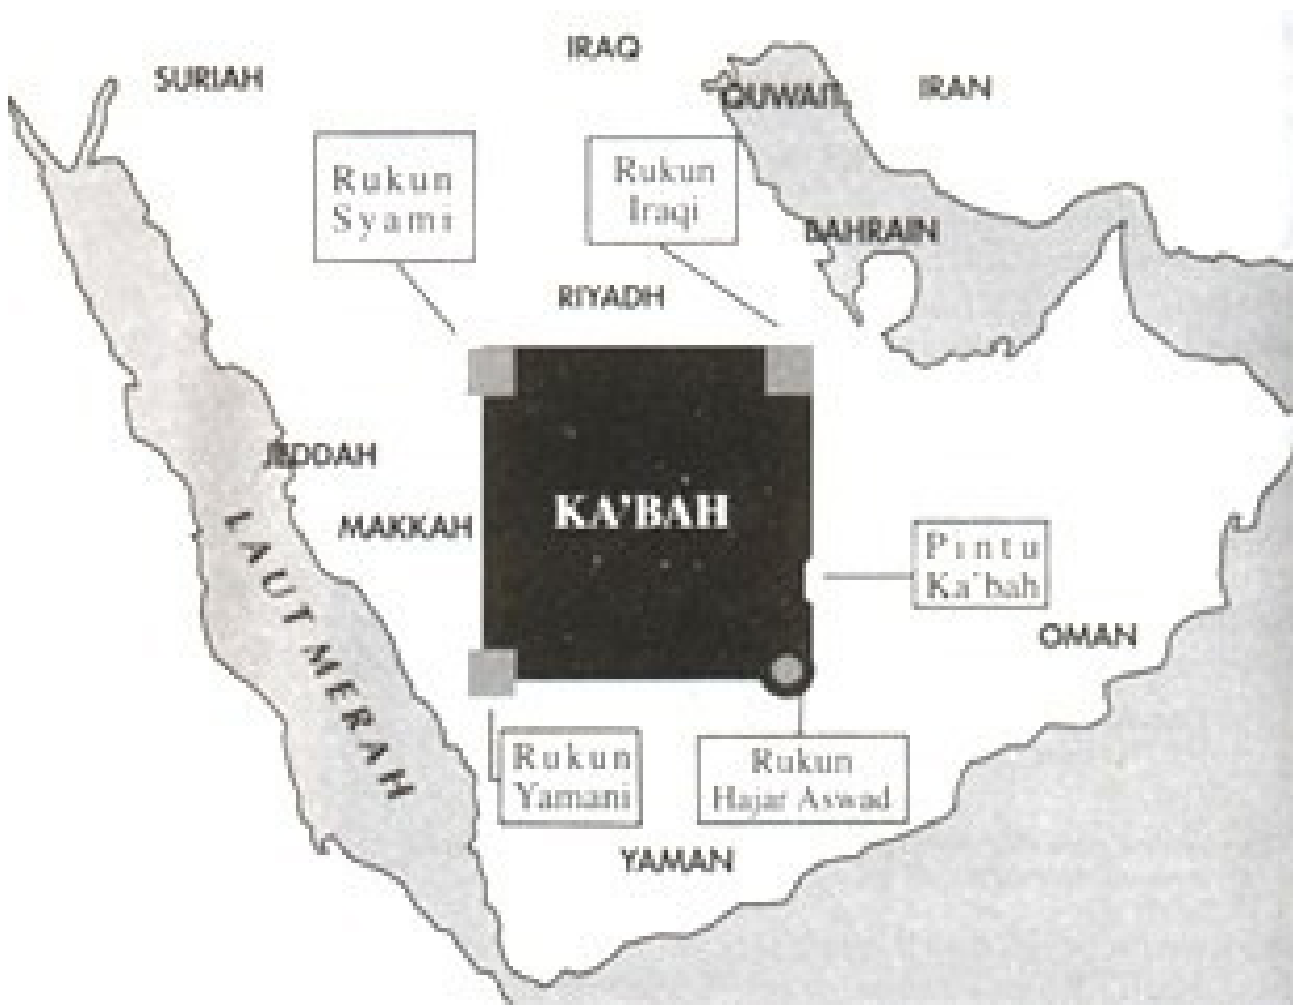 IRAQ
SURIAH
QUWAIT
IRAN
Rukun
Syami
Rukun
Iraqi
BAHRAIN
RIYADH
JEDDAH
MAKKAH
KA'BAH
Pintu
Ka'bah
LAUT MERAH
OMAN
Rukun
Yamani
Rukun
Hajar Aswad
YAMAN